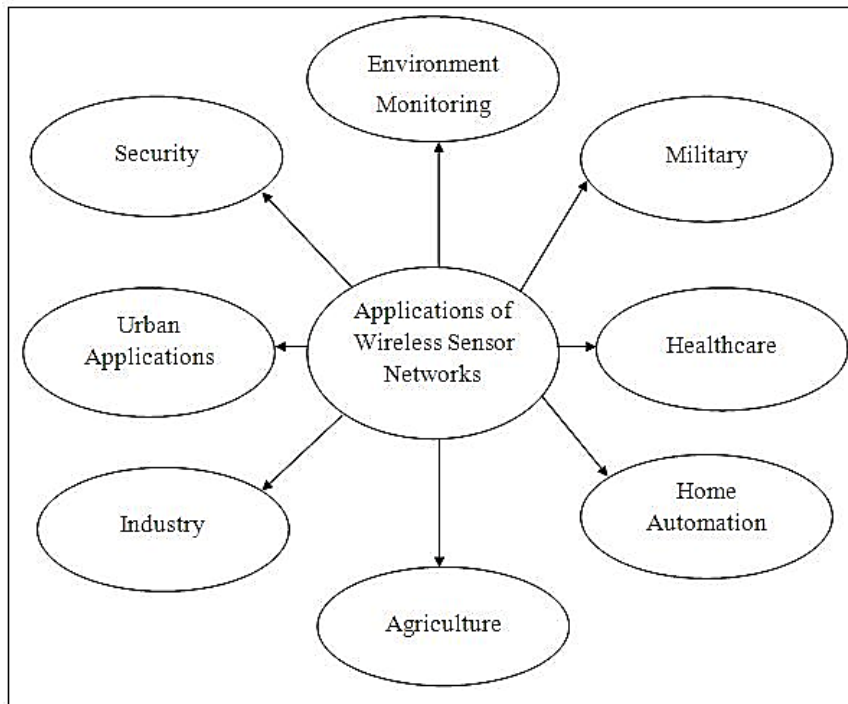 Environment
Monitoring
Security
Military
Applications of
Wireless Sensor
Networks
Urban
Applications
Healthcare
Industry
Home
Automation
Agriculture